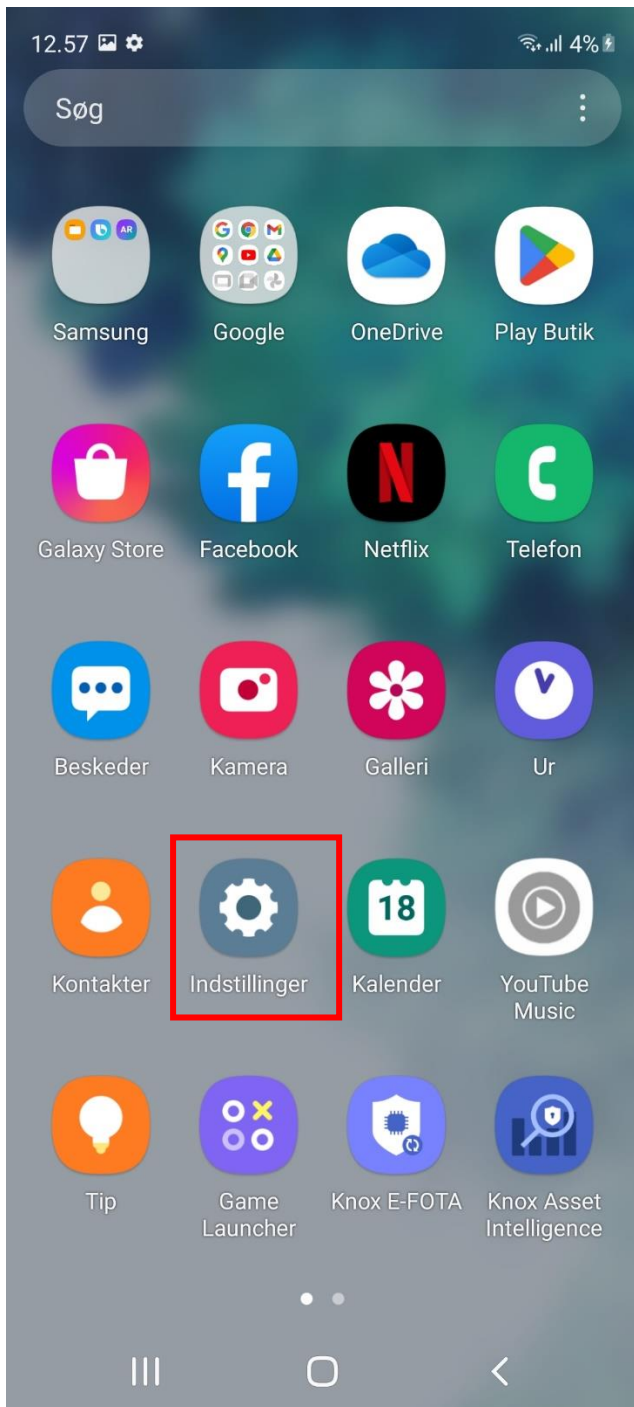 12.57 4%
Søg
AR
Samsung Google OneDrive Play Butik
Galaxy Store Facebook Netflix Telefon
Beskeder Kamera Galleri Ur
18
Kontakter Indstillinger Kalender YouTube
Music
Tip Game Knox E-FOTA Knox Asset
Launcher Intelligence